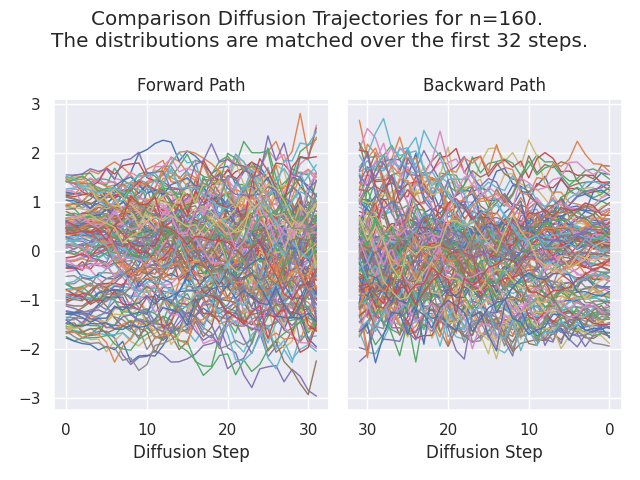 Comparison Diffusion Trajectories for n=160.
The distributions are matched over the first 32 steps.
Forward Path
Backward Path
3
2
1
0
−1
−2
−3
0 10 20 30
30 20 10 0
Diffusion Step
Diffusion Step